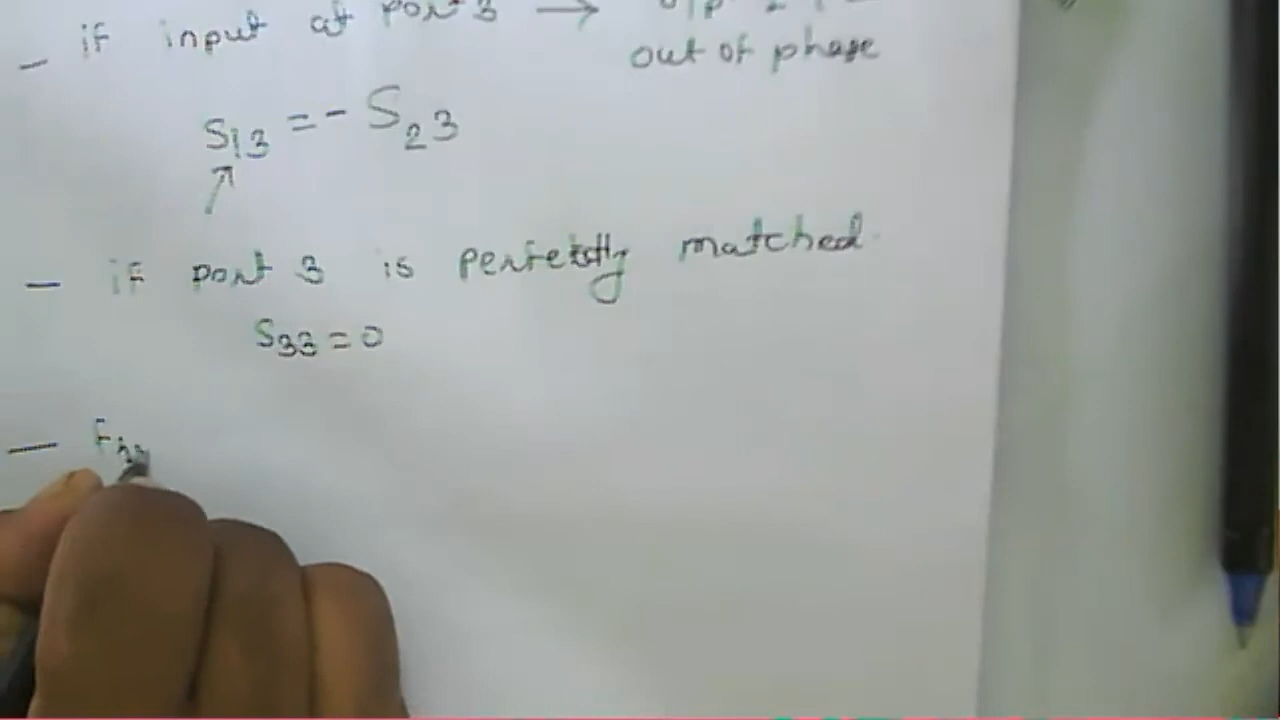 - if input at port 3 → o/p
out of phase
S13 = - S23
- if port 3 is perfectly matched
S33 = 0
-